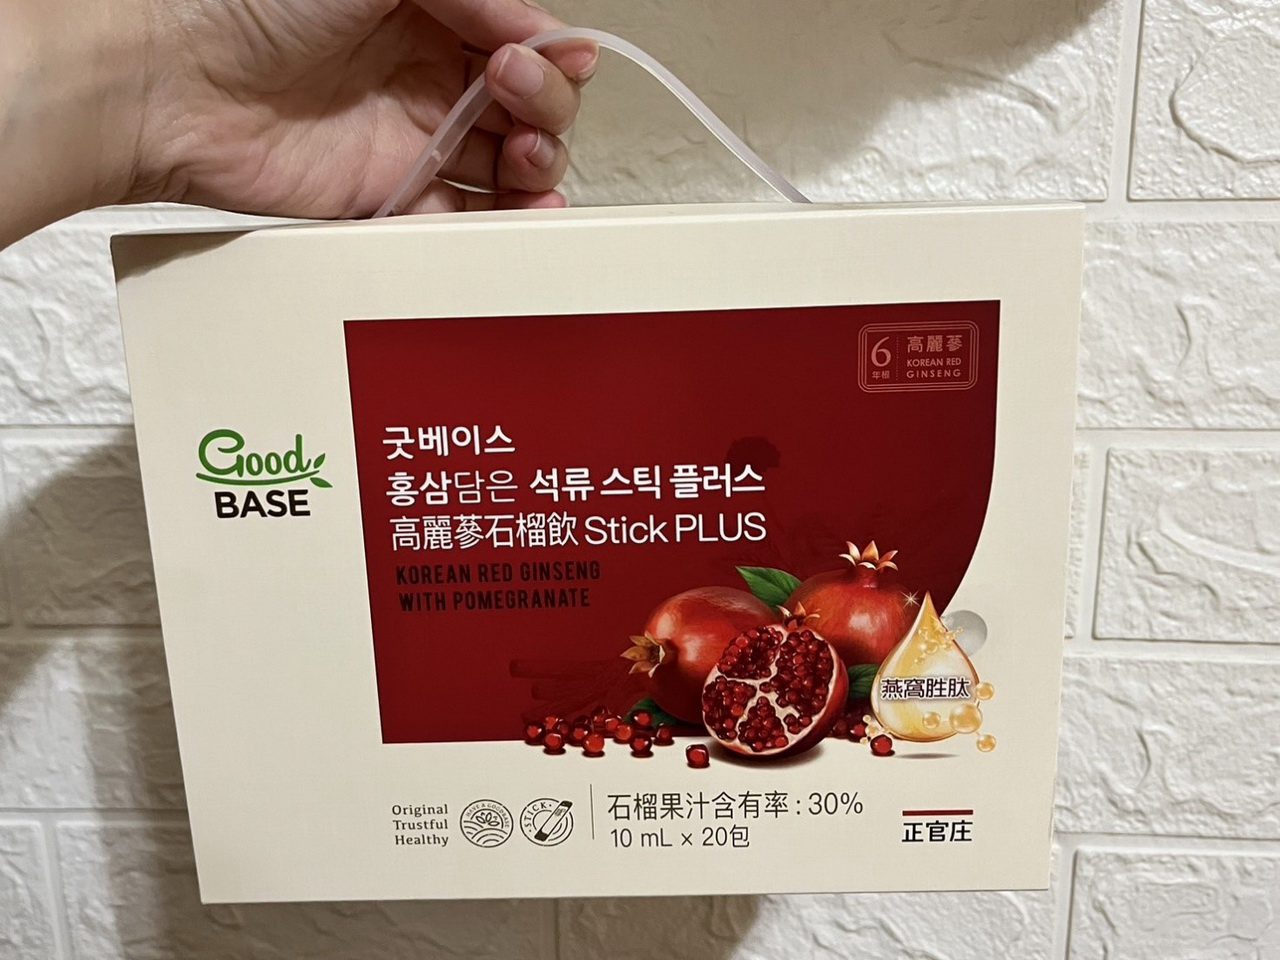 6
年根
高麗蔘
KOREAN RED
GINSENG
Good
BASE
굿베이스
홍삼담은 석류 스틱 플러스
高麗蔘石榴飲 Stick PLUS
KOREAN RED GINSENG
WITH POMEGRANATE
燕窩胜肽
Original
Trustful
Healthy
STICK
石榴果汁含有率 : 30%
10 mL × 20包
正官庄